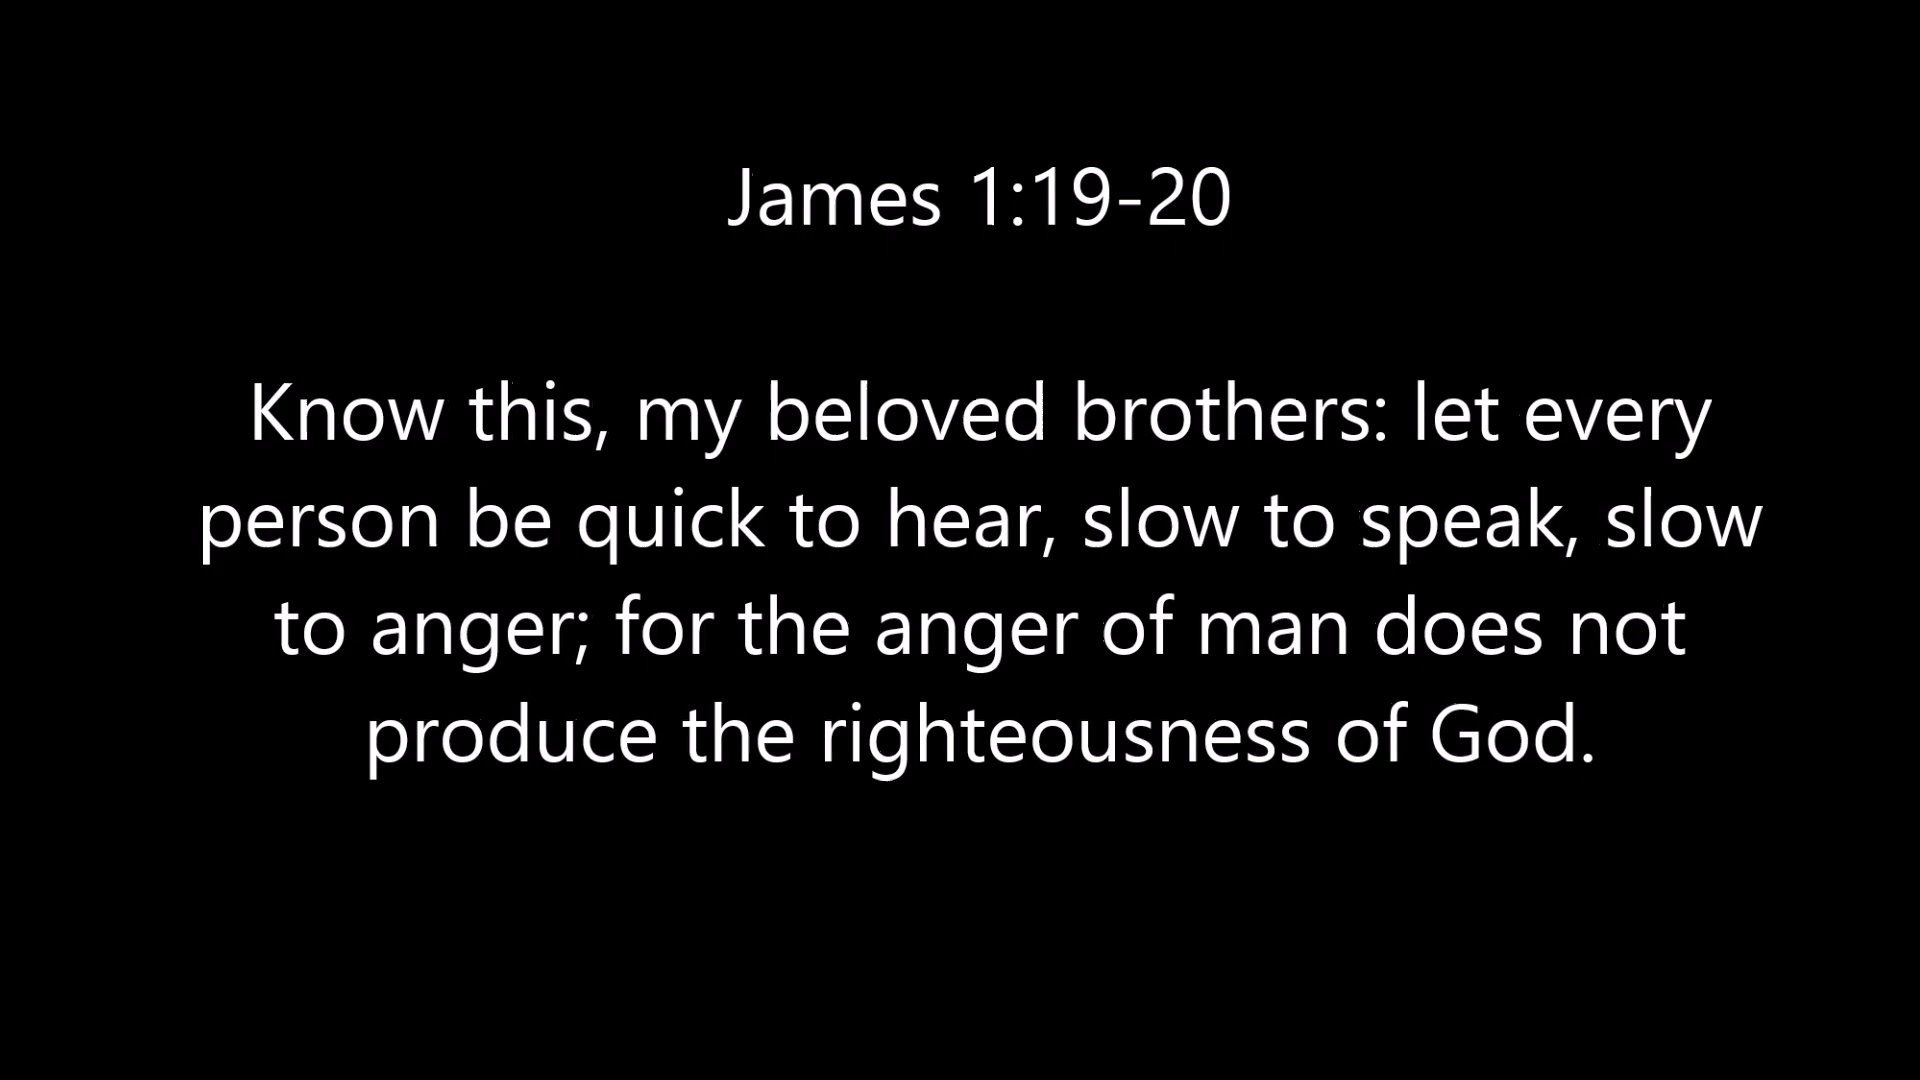 James 1:19-20
Know this, my beloved brothers: let every
person be quick to hear, slow to speak, slow
to anger; for the anger of man does not
produce the righteousness of God.